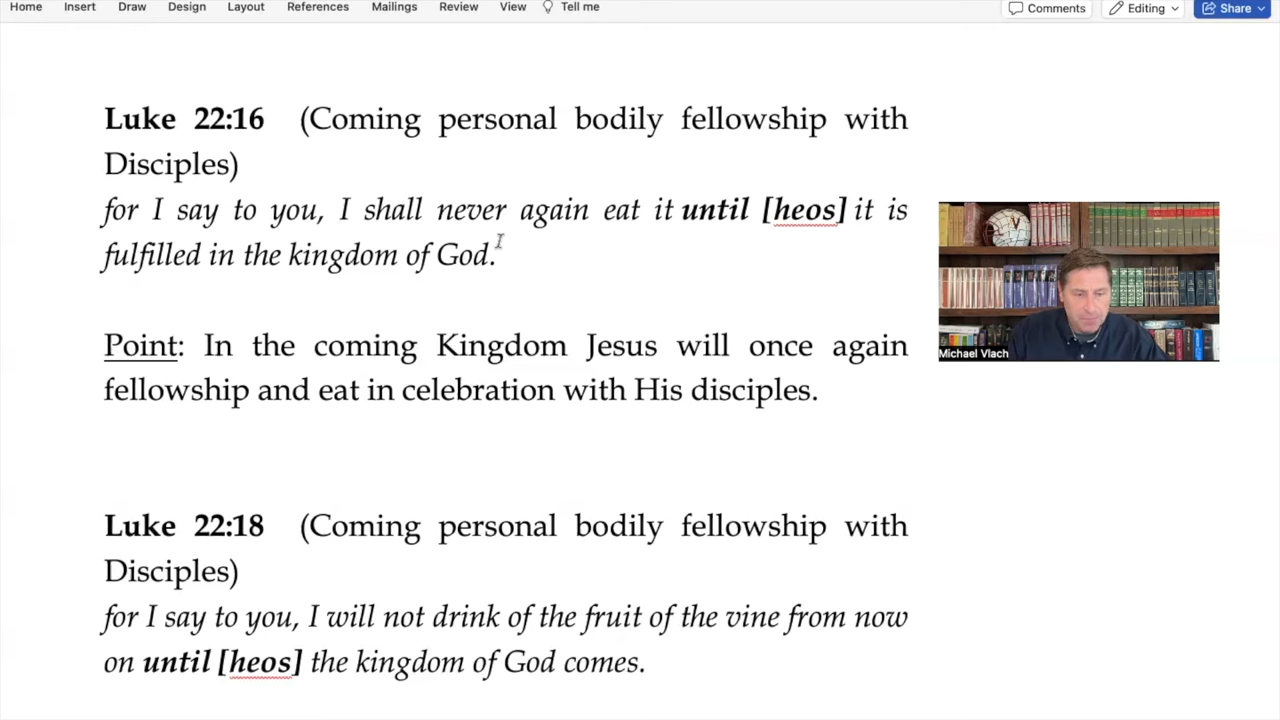 Home Insert Draw Design Layout References Mailings Review View Tell me Comments Editing Share
Luke 22:16 (Coming personal bodily fellowship with
Disciples)
for I say to you, I shall never again eat it until [heos] it is
fulfilled in the kingdom of God.
Point: In the coming Kingdom Jesus will once again
fellowship and eat in celebration with His disciples.
Luke 22:18 (Coming personal bodily fellowship with
Disciples)
for I say to you, I will not drink of the fruit of the vine from now
on until [heos] the kingdom of God comes.
Michael Vlach